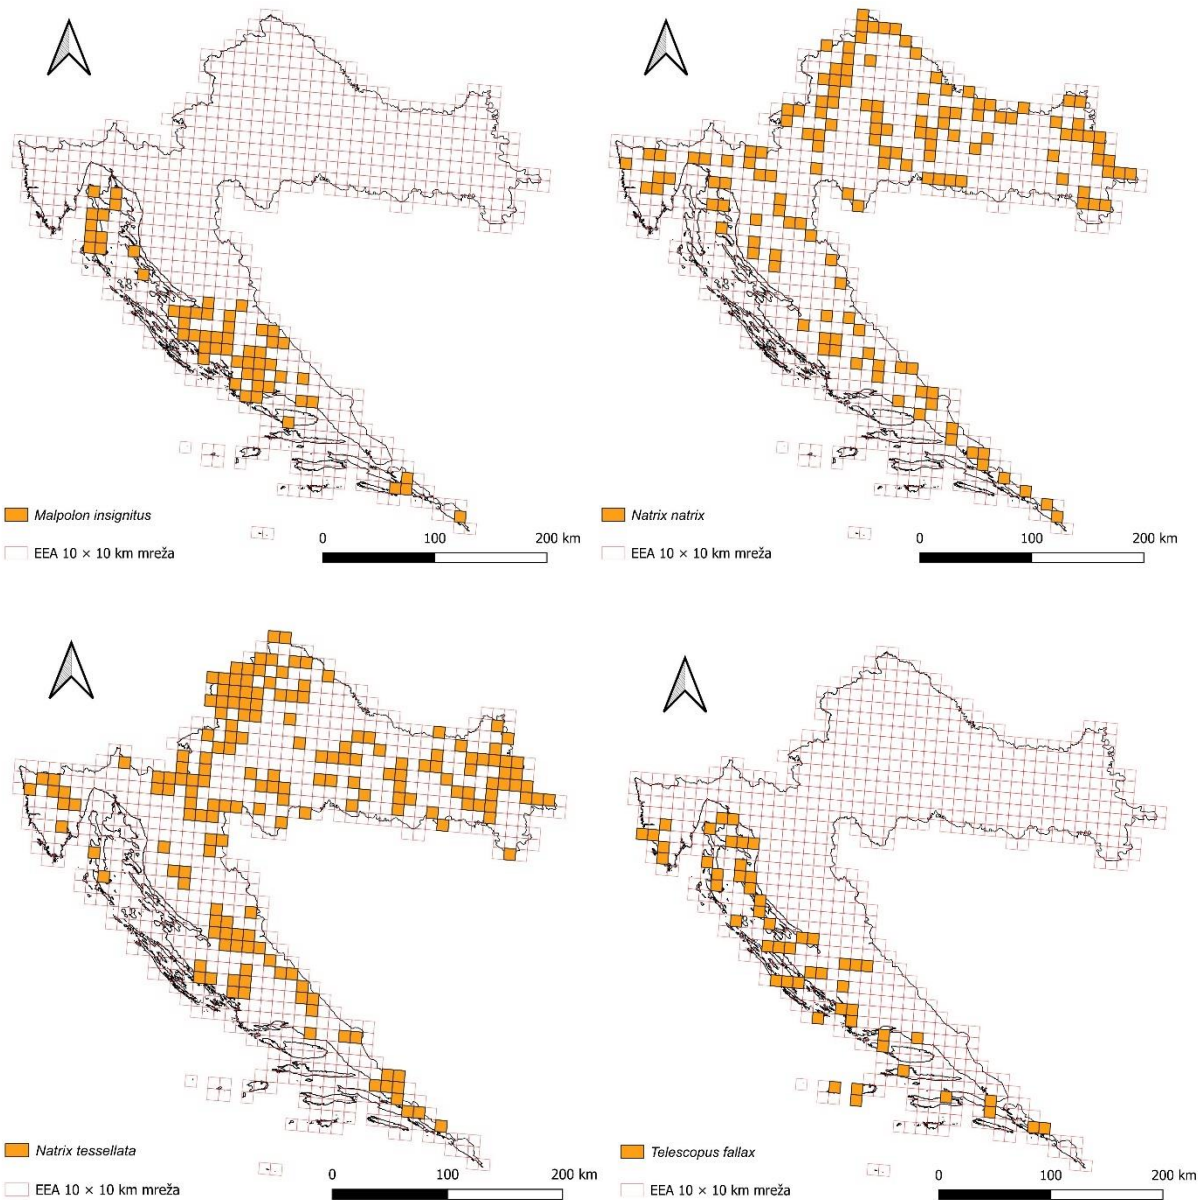 Malpolon insignitus
EEA 10 × 10 km mreža
0 100 200 km
Natrix natrix
EEA 10 × 10 km mreža
0 100 200 km
Natrix tessellata
EEA 10 × 10 km mreža
0 100 200 km
Telescopus fallax
EEA 10 × 10 km mreža
0 100 200 km